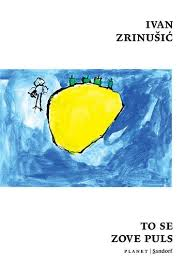 IVAN
ZRINUŠIĆ
TO SE
ZOVE PULS
PLANET | Sandorf